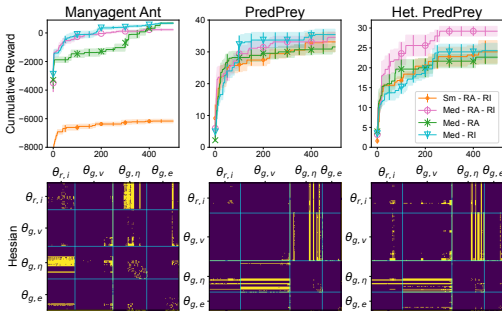 Manyagent Ant
PredPrey
Het. PredPrey
Cumulative Reward
0
−2000
−4000
−6000
−8000
0
200
400
40
30
20
10
0
0
200
400
40
30
20
10
0
0
200
400
Sm - RA - RI
Med - RA - RI
Med - RA
Med - RI
θr, i θg, v θg, η θg, e
θr, i θg, v θg, η θg, e
θr, i θg, v θg, η θg, e
Hessian
θr, i
θg, v
θg, η
θg, e
θr, i
θg, v
θg, η
θg, e
θr, i
θg, v
θg, η
θg, e